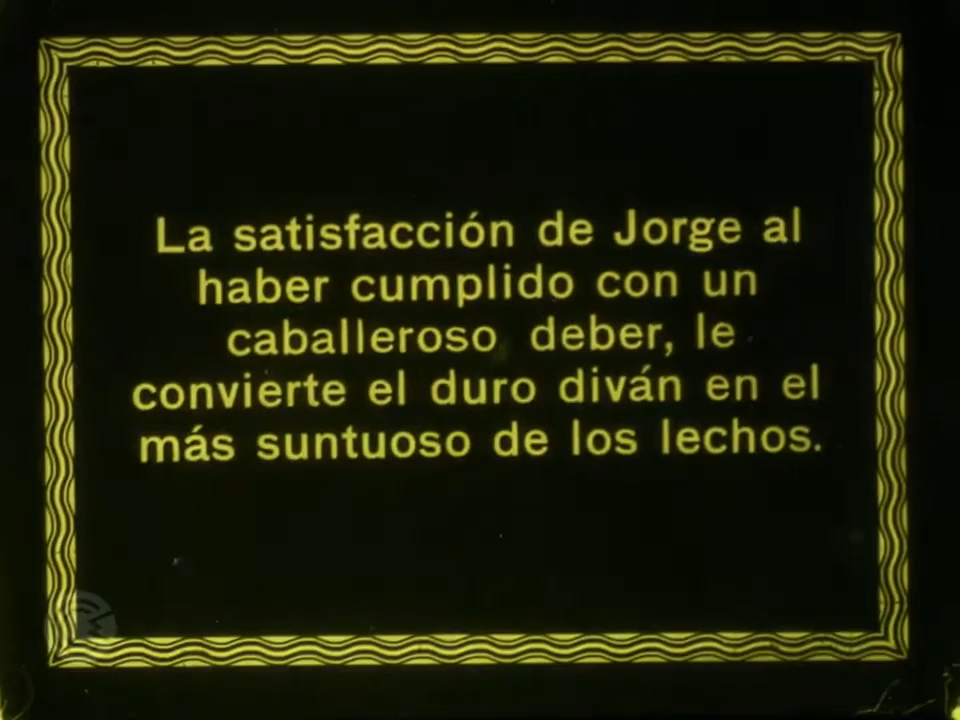 La satisfacción de Jorge al
haber cumplido con un
caballeroso deber, le
convierte el duro diván en el
más suntuoso de los lechos.